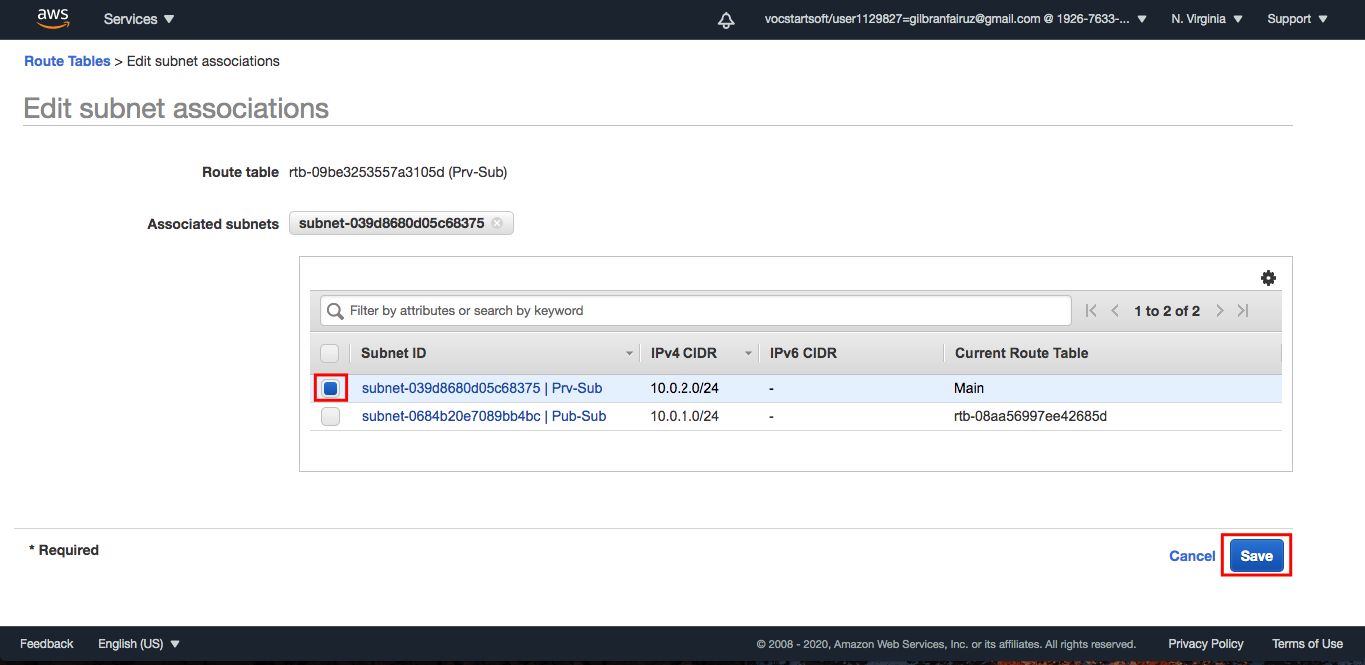 aws Services vocstartsoft/user1129827=gilbranfairuz@gmail.com @ 1926-7633-... N. Virginia Support
Route Tables > Edit subnet associations
Edit subnet associations
Route table rtb-09be3253557a3105d (Prv-Sub)
Associated subnets subnet-039d8680d05c68375
Filter by attributes or search by keyword 1 to 2 of 2
Subnet ID IPv4 CIDR IPv6 CIDR Current Route Table
subnet-039d8680d05c68375 | Prv-Sub 10.0.2.0/24 - Main
subnet-0684b20e7089bb4bc | Pub-Sub 10.0.1.0/24 - rtb-08aa56997ee42685d
* Required Cancel Save
Feedback English (US) © 2008 - 2020, Amazon Web Services, Inc. or its affiliates. All rights reserved. Privacy Policy Terms of Use